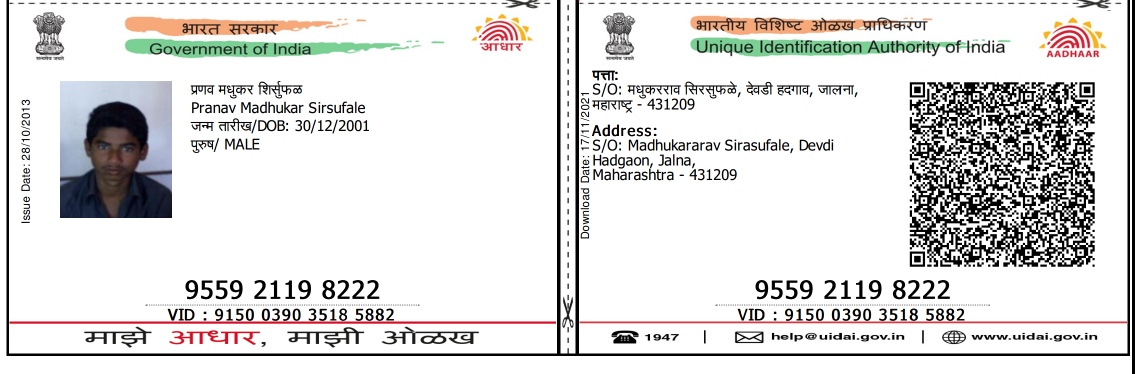 भारत सरकार
Government of India
आधार
Issue Date: 28/10/2013
प्रणव मधुकर शिर्सुफळ
Pranav Madhukar Sirsufale
जन्म तारीख/DOB: 30/12/2001
पुरुष/ MALE
9559 2119 8222
VID : 9150 0390 3518 5882
माझे आधार, माझी ओळख
भारतीय विशिष्ट ओळख प्राधिकरण
Unique Identification Authority of India
AADHAAR
Download Date: 17/11/2021
पत्ता:
S/O: मधुकरराव सिरसुफळे, देवडी हदगाव, जालना,
महाराष्ट्र - 431209
Address:
S/O: Madhukararav Sirasufale, Devdi
Hadgaon, Jalna,
Maharashtra - 431209
9559 2119 8222
VID : 9150 0390 3518 5882
1947 | help@uidai.gov.in | www.uidai.gov.in